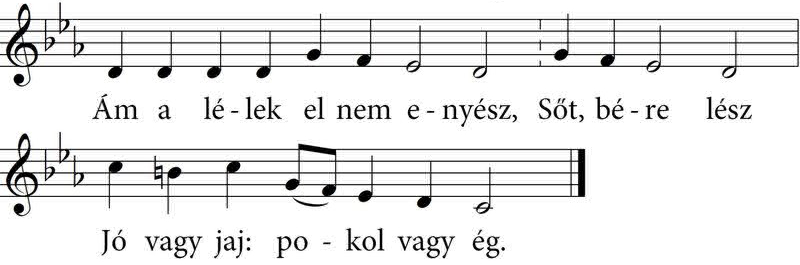 Ám a lé - lek el nem e - nyész, Sőt, bé - re lész
Jó vagy jaj: po - kol vagy ég.